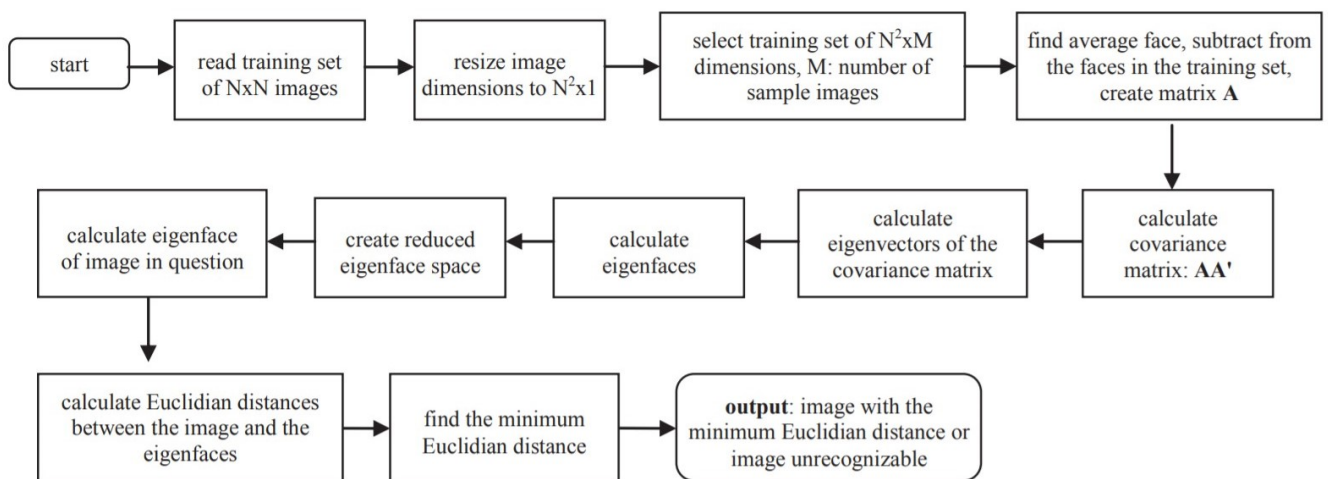 start
read training set
of NxN images
resize image
dimensions to N²x1
select training set of N²xM
dimensions, M: number of
sample images
find average face, subtract from
the faces in the training set,
create matrix A
calculate
covariance
matrix: AA'
calculate
eigenvectors of the
covariance matrix
calculate
eigenfaces
create reduced
eigenface space
calculate eigenface
of image in question
calculate Euclidian distances
between the image and the
eigenfaces
find the minimum
Euclidian distance
output: image with the
minimum Euclidian distance or
image unrecognizable